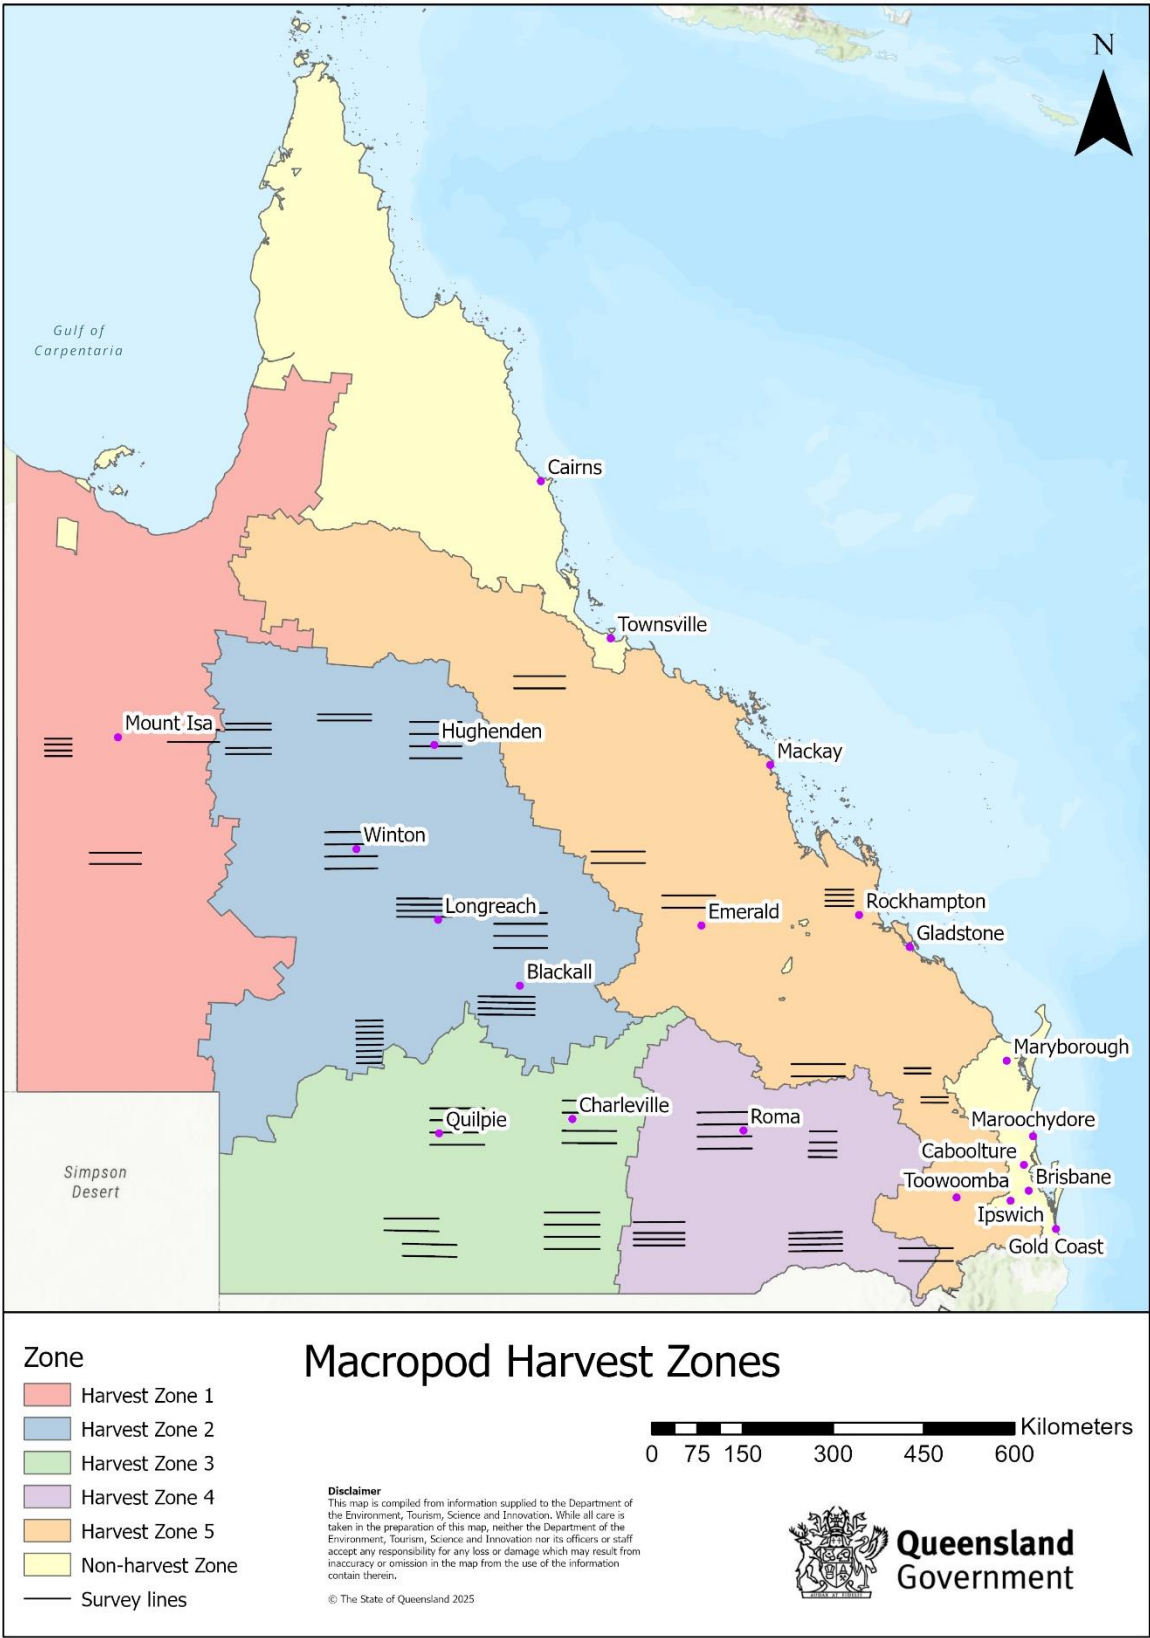 N
Gulf of
Carpentaria
Cairns
Townsville
Mount Isa
Hughenden
Mackay
Winton
Longreach
Emerald
Rockhampton
Gladstone
Blackall
Maryborough
Quilpie
Charleville
Roma
Maroochydore
Caboolture
Toowoomba
Brisbane
Ipswich
Gold Coast
Simpson
Desert
Zone
Harvest Zone 1
Harvest Zone 2
Harvest Zone 3
Harvest Zone 4
Harvest Zone 5
Non-harvest Zone
Survey lines
Macropod Harvest Zones
Kilometers
0 75 150 300 450 600
Disclaimer
This map is compiled from information supplied to the Department of
the Environment, Tourism, Science and Innovation. While all care is
taken in the preparation of this map, neither the Department of the
Environment, Tourism, Science and Innovation nor its officers or staff
accept any responsibility for any loss or damage which may result from
inaccuracy or omission in the map from the use of the information
contain therein.
© The State of Queensland 2025
Queensland
Government